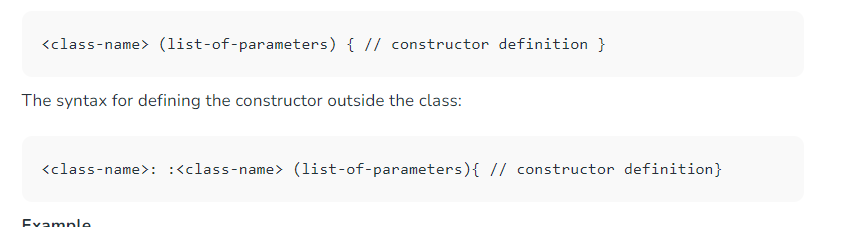 <class-name> (list-of-parameters) { // constructor definition }
The syntax for defining the constructor outside the class:
<class-name>: :<class-name> (list-of-parameters){ // constructor definition}
Example